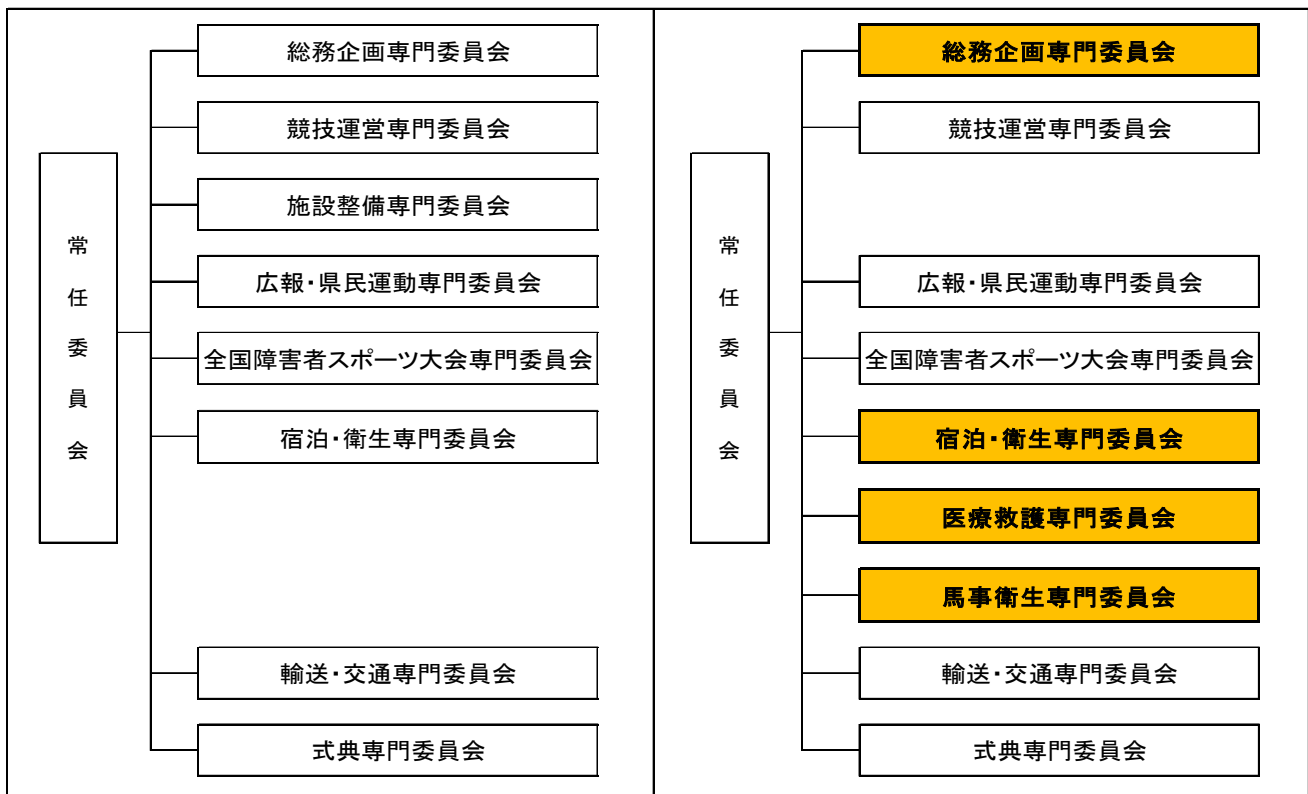 常任委員会
総務企画専門委員会
競技運営専門委員会
施設整備専門委員会
広報・県民運動専門委員会
全国障害者スポーツ大会専門委員会
宿泊・衛生専門委員会
輸送・交通専門委員会
式典専門委員会
常任委員会
総務企画専門委員会
競技運営専門委員会
広報・県民運動専門委員会
全国障害者スポーツ大会専門委員会
宿泊・衛生専門委員会
医療救護専門委員会
馬事衛生専門委員会
輸送・交通専門委員会
式典専門委員会